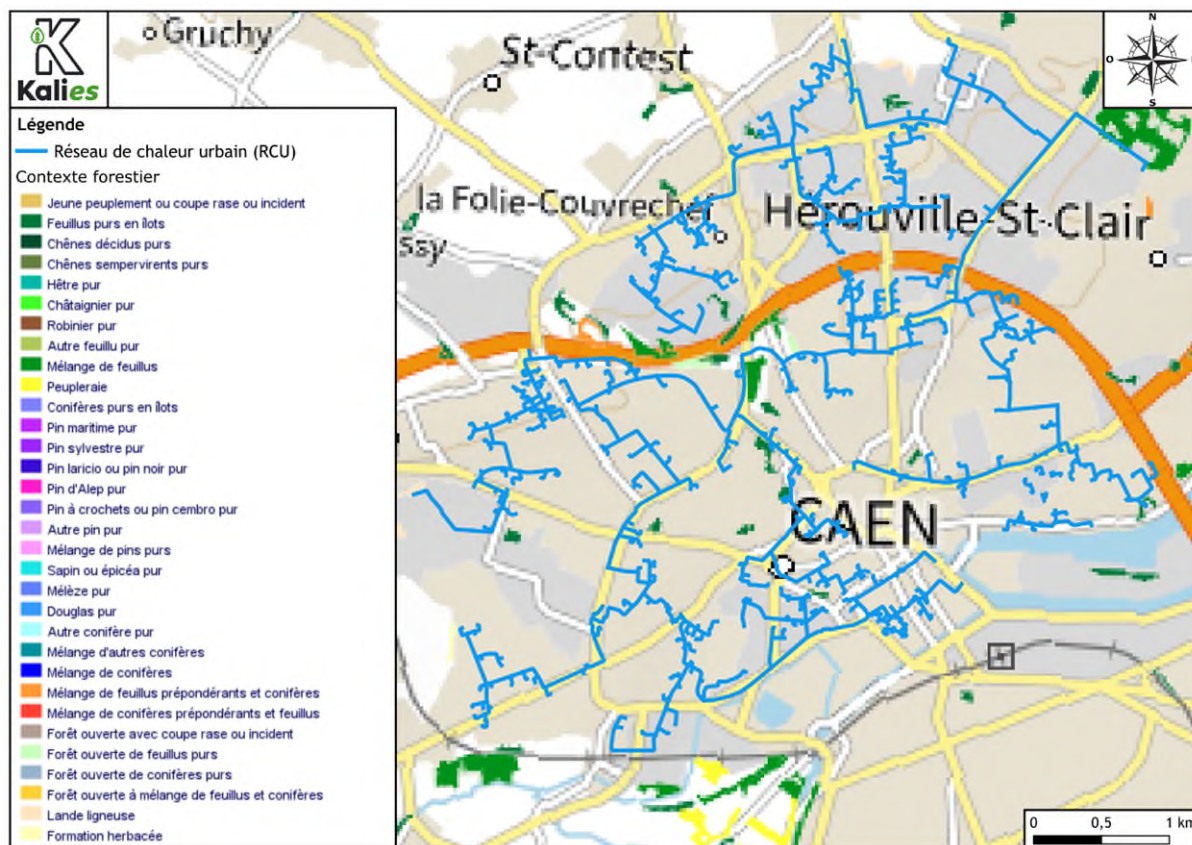 Kalies
Légende
Réseau de chaleur urbain (RCU)
Contexte forestier
Jeune peuplement ou coupe rase ou incident
Feuillus purs en îlots
Chênes décidus purs
Chênes sempervirents purs
Hêtre pur
Châtaignier pur
Robinier pur
Autre feuillu pur
Mélange de feuillus
Peupleraie
Conifères purs en îlots
Pin maritime pur
Pin sylvestre pur
Pin laricio ou pin noir pur
Pin d'Alep pur
Pin à crochets ou pin cembro pur
Autre pin pur
Mélange de pins purs
Sapin ou épicéa pur
Mélèze pur
Douglas pur
Autre conifère pur
Mélange d'autres conifères
Mélange de conifères
Mélange de feuillus prépondérants et conifères
Mélange de conifères prépondérants et feuillus
Forêt ouverte avec coupe rase ou incident
Forêt ouverte de feuillus purs
Forêt ouverte de conifères purs
Forêt ouverte à mélange de feuillus et conifères
Lande ligneuse
Formation herbacée
Gruchy
St-Contest
la Folie-Couvrechef
Hérouville-St-Clair
ssy
CAEN
N
O
S
0 0,5 1 km